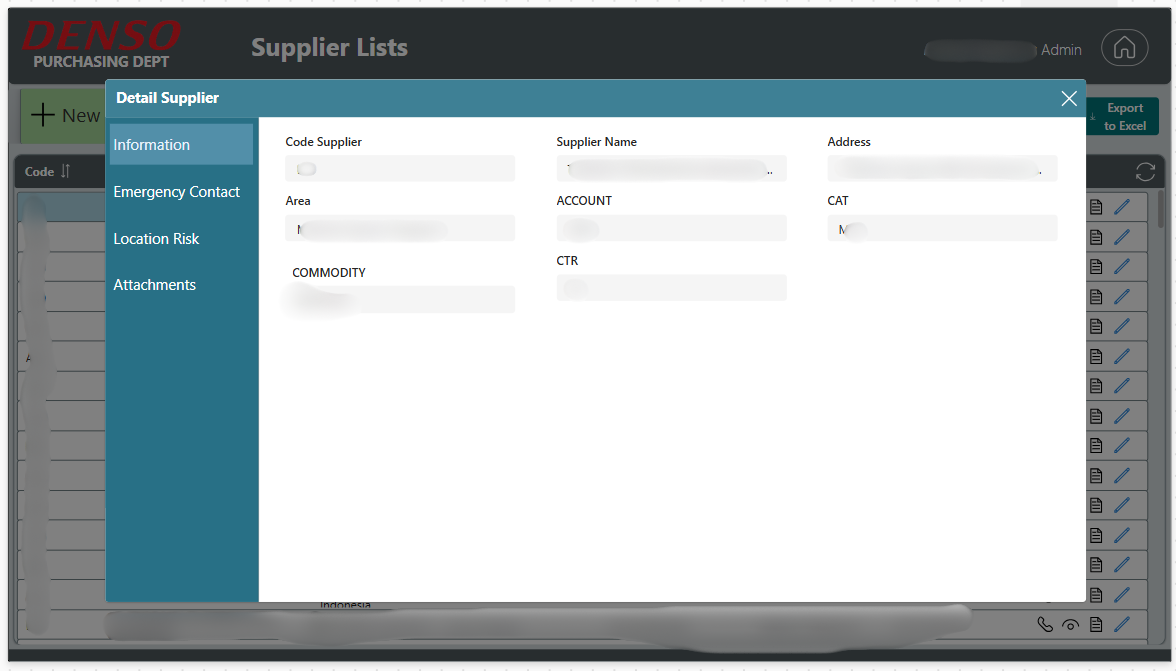 DENSO
PURCHASING DEPT
Supplier Lists
Admin
New
Export
to Excel
Code
Detail Supplier
Information
Emergency Contact
Location Risk
Attachments
Code Supplier
Supplier Name
Address
..
.
Area
ACCOUNT
CAT
M
M
COMMODITY
CTR
A
Indonesia